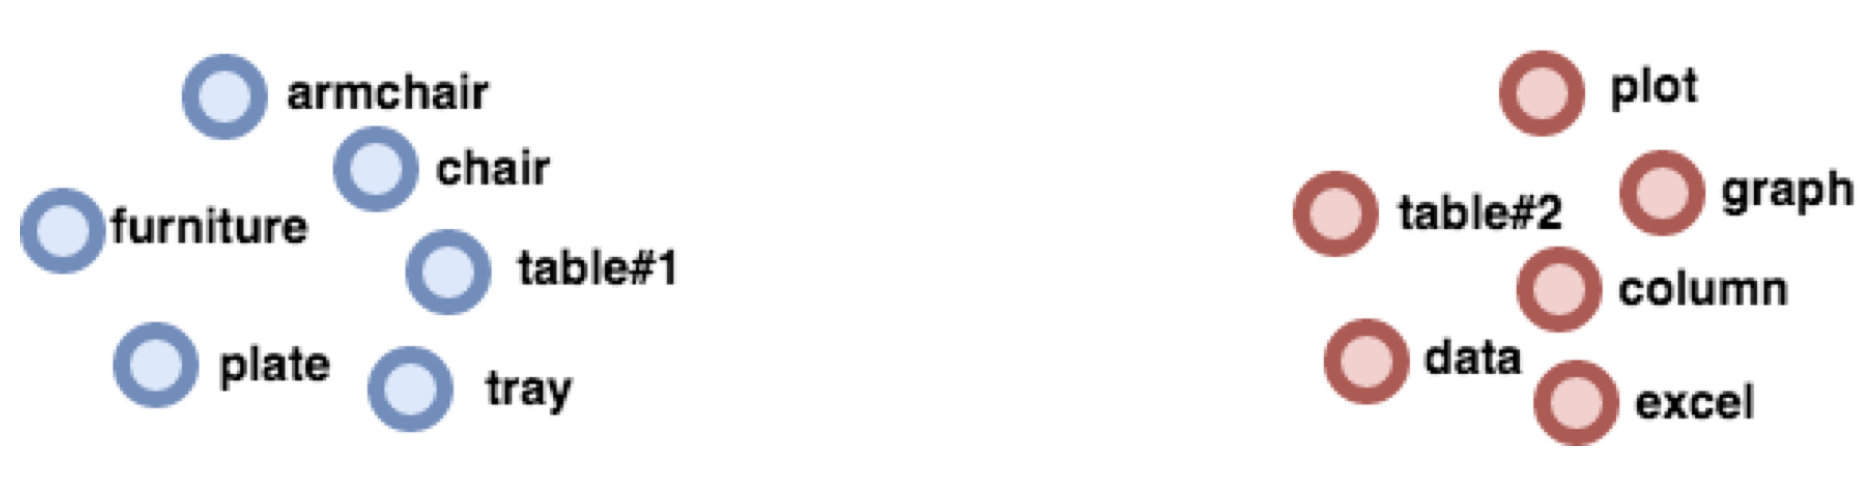 armchair
chair
furniture
table#1
plate
tray
plot
graph
table#2
column
data
excel